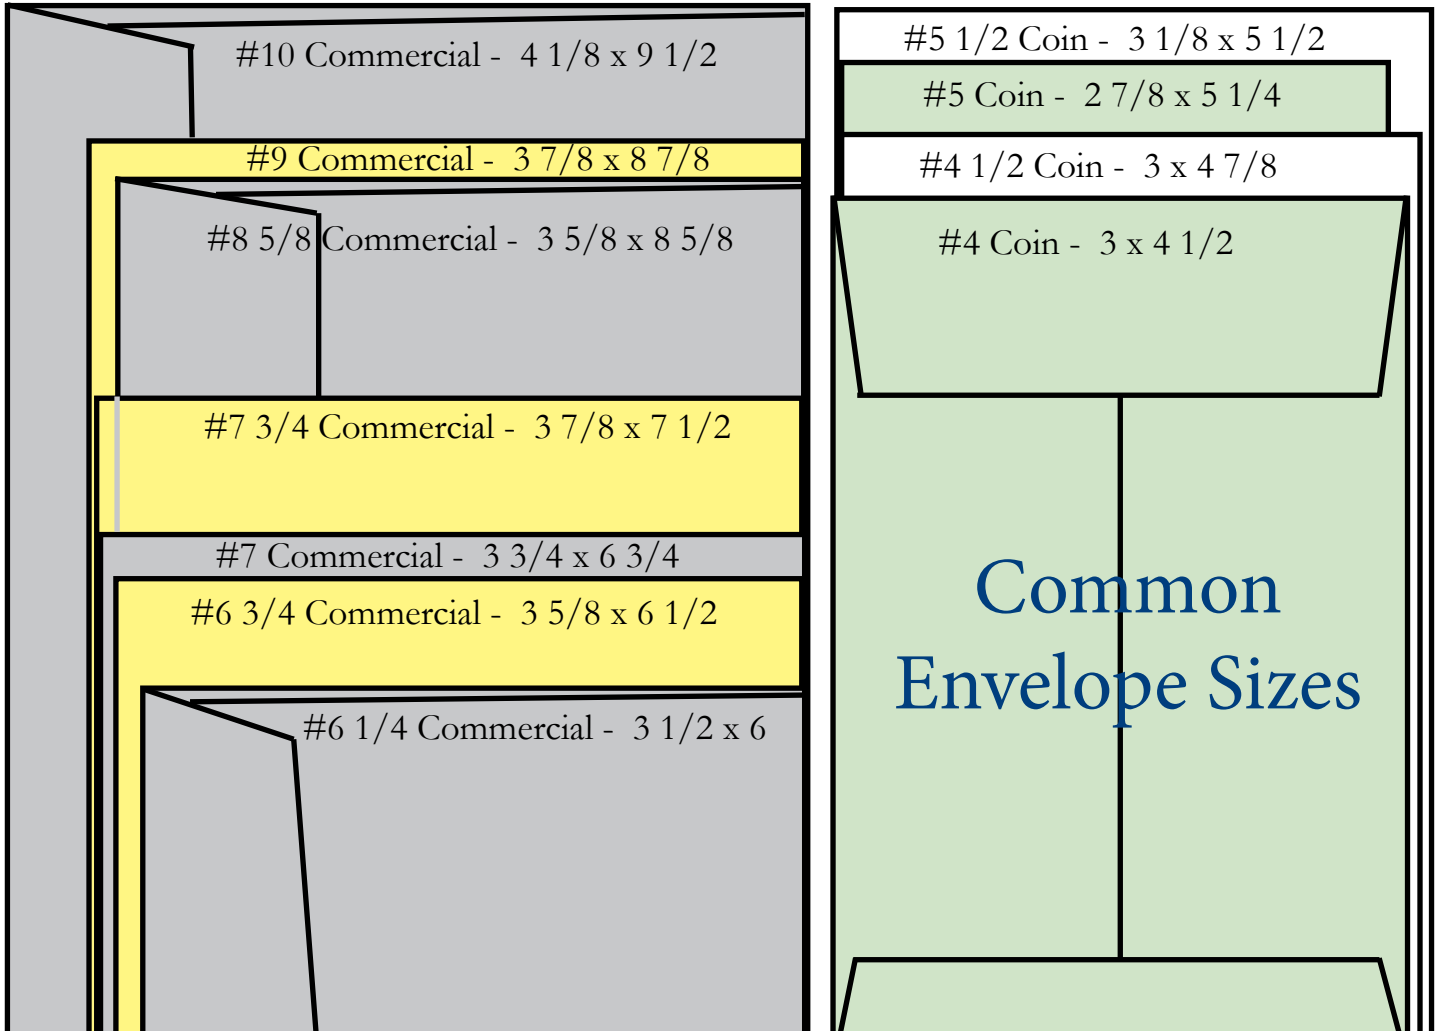 #10 Commercial - 4 1/8 x 9 1/2
#9 Commercial - 3 7/8 x 8 7/8
#8 5/8 Commercial - 3 5/8 x 8 5/8
#7 3/4 Commercial - 3 7/8 x 7 1/2
#7 Commercial - 3 3/4 x 6 3/4
#6 3/4 Commercial - 3 5/8 x 6 1/2
#6 1/4 Commercial - 3 1/2 x 6
#5 1/2 Coin - 3 1/8 x 5 1/2
#5 Coin - 2 7/8 x 5 1/4
#4 1/2 Coin - 3 x 4 7/8
#4 Coin - 3 x 4 1/2
Common
Envelope Sizes